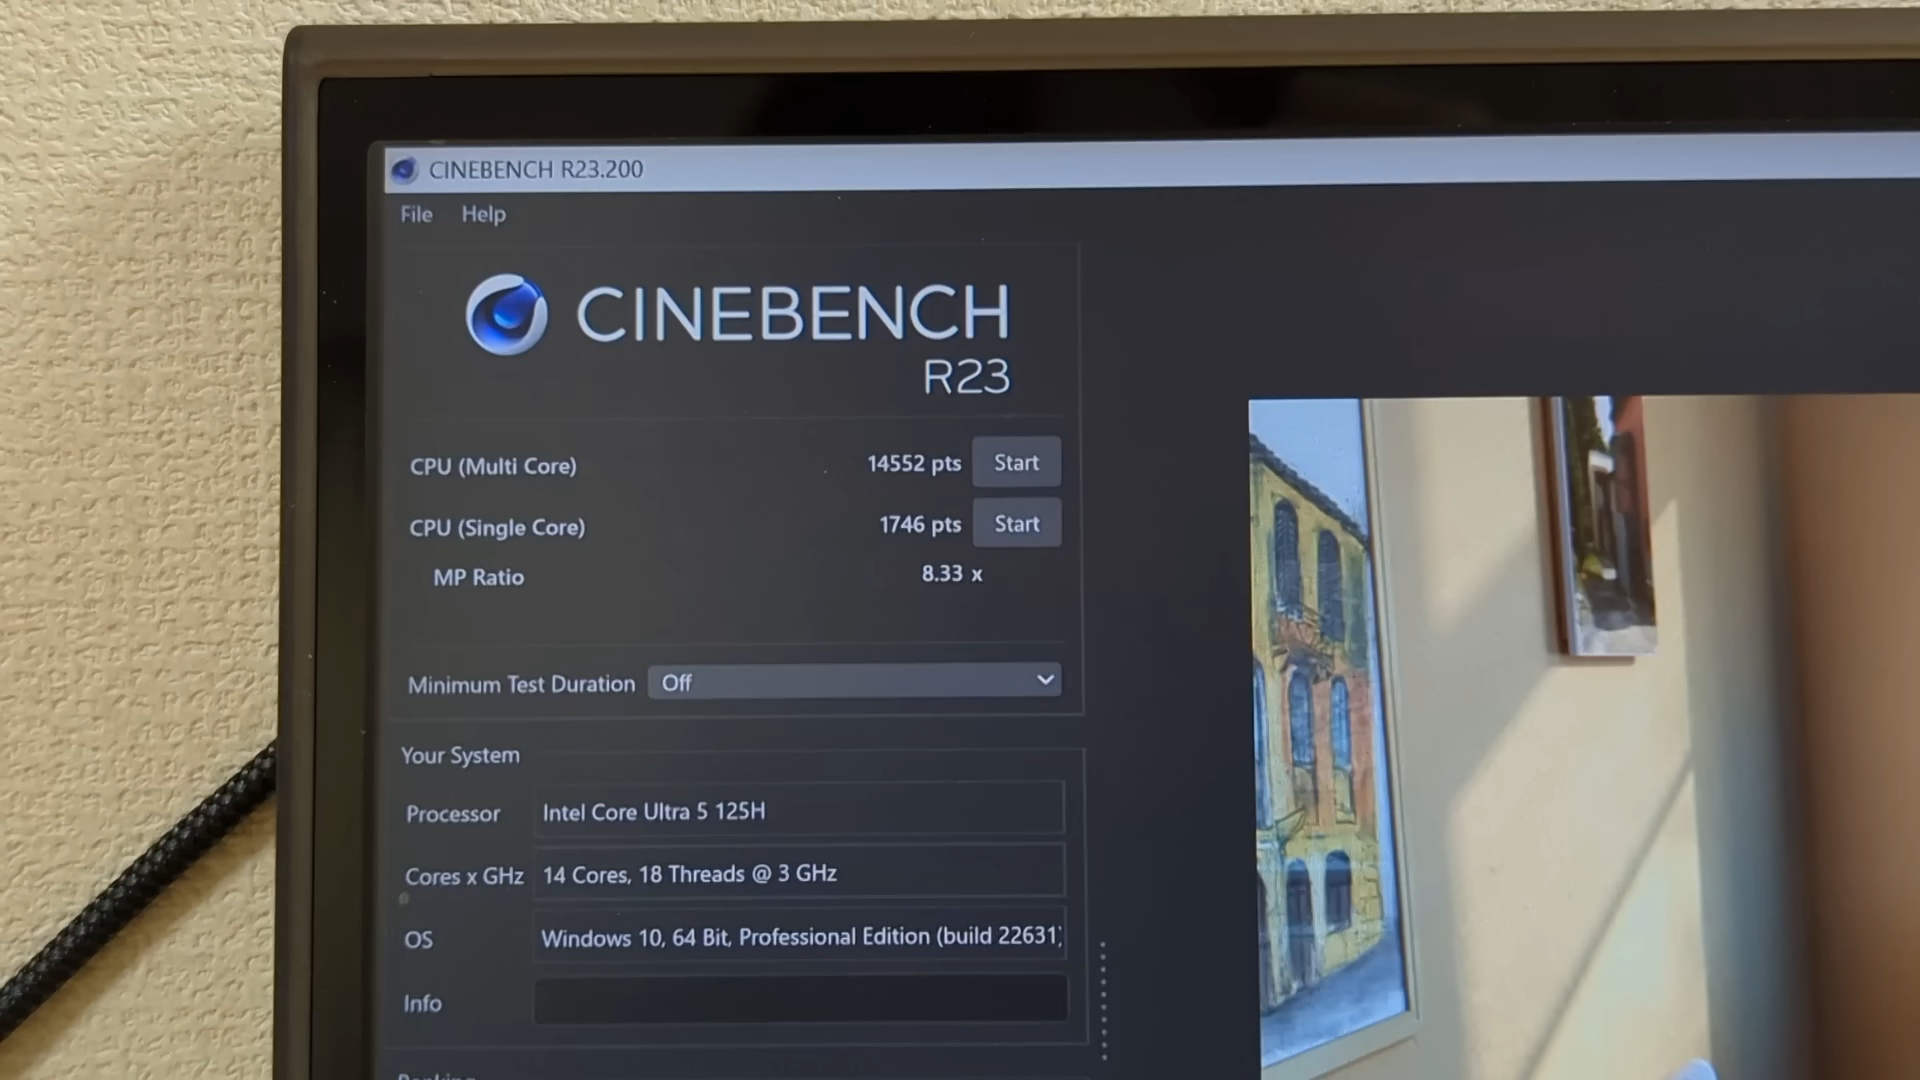 CINEBENCH R23.200
File Help
CINEBENCH
R23
CPU (Multi Core) 14552 pts Start
CPU (Single Core) 1746 pts Start
MP Ratio 8.33 x
Minimum Test Duration Off
Your System
Processor Intel Core Ultra 5 125H
Cores x GHz 14 Cores, 18 Threads @ 3 GHz
OS Windows 10, 64 Bit, Professional Edition (build 22631)
Info